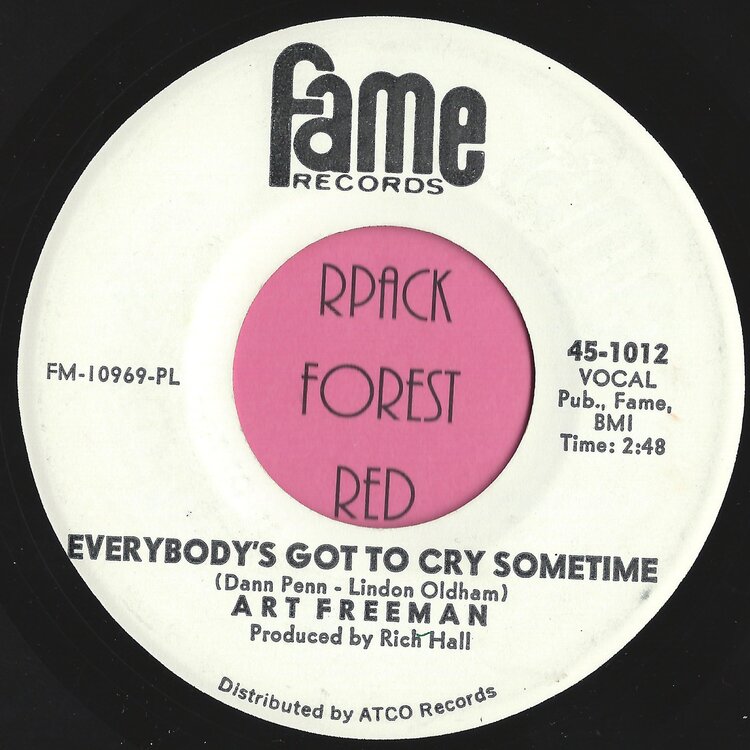 fame
RECORDS
RPACK
FOREST
RED
FM-10969-PL
45-1012
VOCAL
Pub., Fame,
BMI
Time: 2:48
EVERYBODY'S GOT TO CRY SOMETIME
(Dann Penn - Lindon Oldham)
ART FREEMAN
Produced by Rich Hall
Distributed by ATCO Records